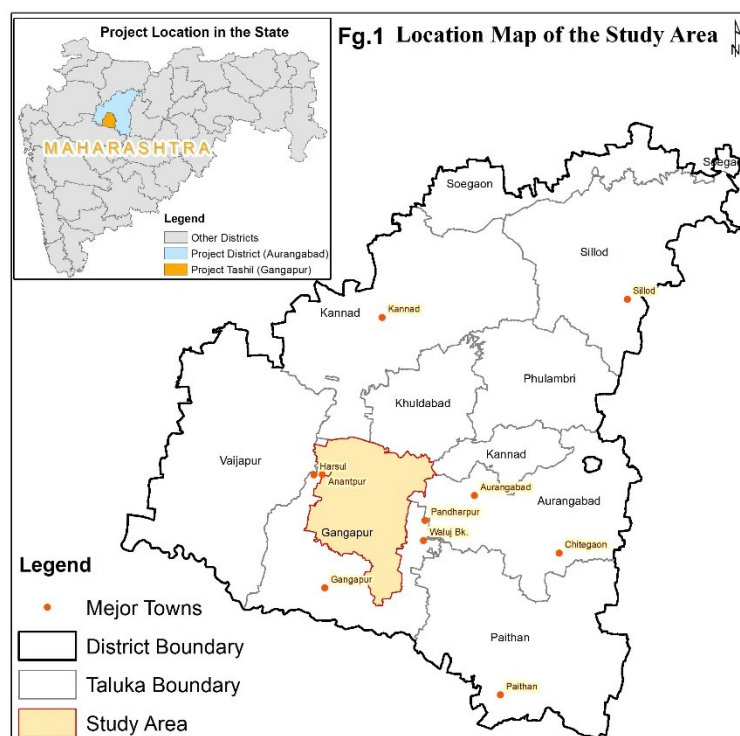 Project Location in the State
MAHARASHTRA
Legend
Other Districts
Project District (Aurangabad)
Project Tashil (Gangapur)
Fg.1 Location Map of the Study Area
N
Soegaon
Soegao
Sillod
Sillod
Kannad
Kannad
Phulambri
Khuldabad
Kannad
Vaijapur
Harsul
Anantpur
Aurangabad
Aurangabad
Pandharpur
Waluj Bk.
Gangapur
Chitegaon
Gangapur
Paithan
Paithan
Legend
Mejor Towns
District Boundary
Taluka Boundary
Study Area